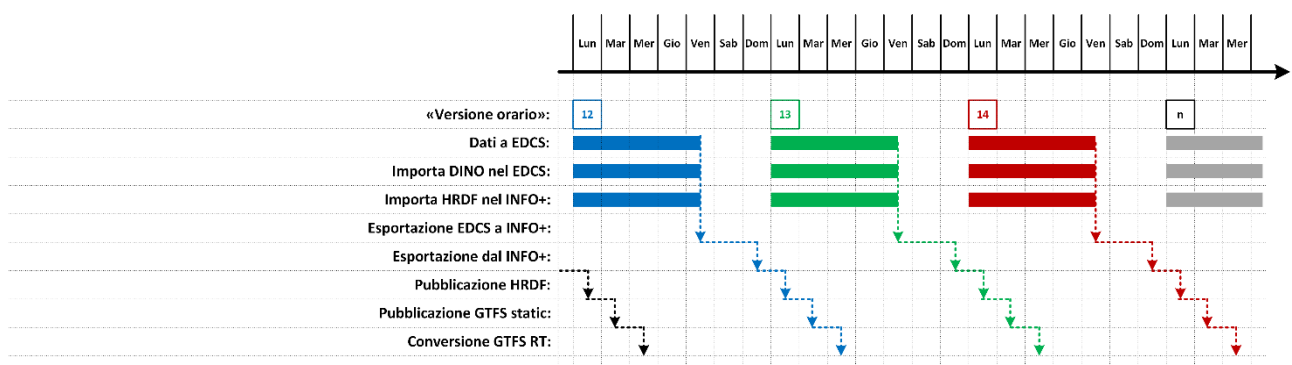 Lun Mar Mer Gio Ven Sab Dom Lun Mar Mer Gio Ven Sab Dom Lun Mar Mer Gio Ven Sab Dom Lun Mar Mer
«Versione orario»: 12 13 14 n
Dati a EDCS:
Importa DINO nel EDCS:
Importa HRDF nel INFO+:
Esportazione EDCS a INFO+:
Esportazione dal INFO+:
Pubblicazione HRDF:
Pubblicazione GTFS static:
Conversione GTFS RT: